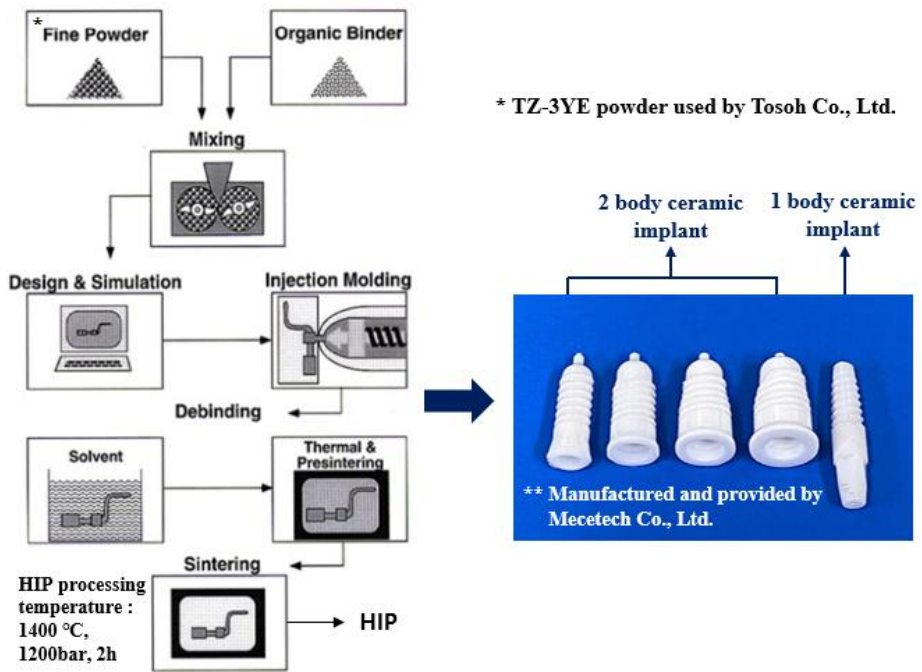 *
Fine Powder
Organic Binder
Mixing
Design & Simulation
Injection Molding
Debinding
Solvent
Thermal &
Presintering
Sintering
HIP processing
temperature :
1400 ℃,
1200bar, 2h
HIP
* TZ-3YE powder used by Tosoh Co., Ltd.
2 body ceramic
implant
1 body ceramic
implant
** Manufactured and provided by
Mecetech Co., Ltd.